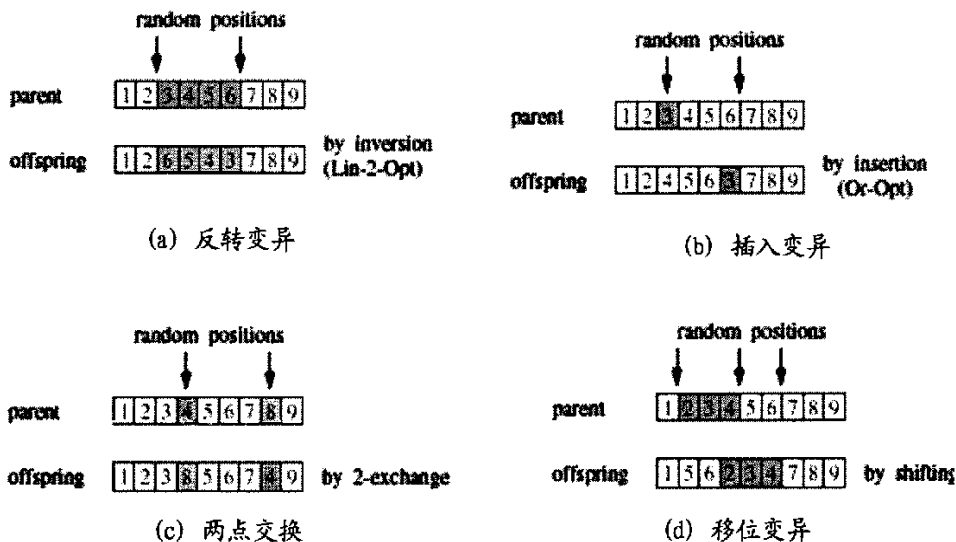 random positions
parent 1 2 3 4 5 6 7 8 9
offspring 1 2 6 5 4 3 7 8 9
by inversion
(Lin-2-Opt)
(a) 反转变异
random positions
parent 1 2 3 4 5 6 7 8 9
offspring 1 2 4 5 6 3 7 8 9
by insertion
(Or-Opt)
(b) 插入变异
random positions
parent 1 2 3 4 5 6 7 8 9
offspring 1 2 3 8 5 6 7 4 9 by 2-exchange
(c) 两点交换
random positions
parent 1 2 3 4 5 6 7 8 9
offspring 1 5 6 2 3 4 7 8 9 by shifting
(d) 移位变异